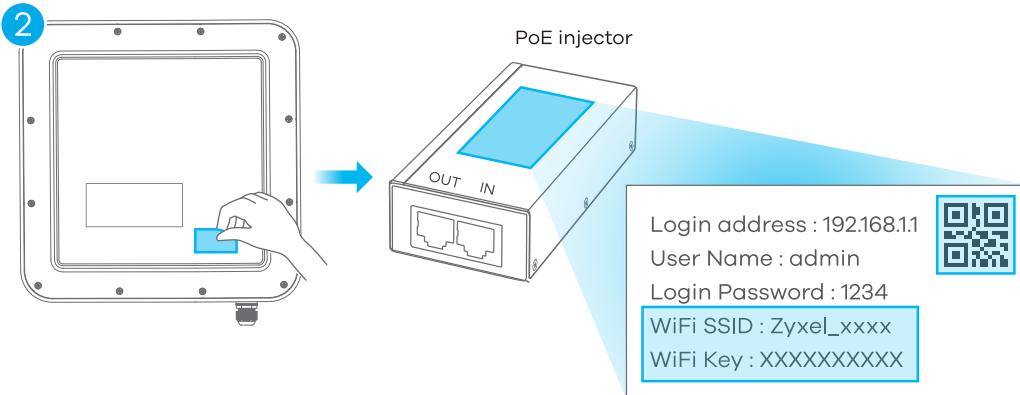 2
PoE injector
OUT IN
Login address : 192.168.1.1
User Name : admin
Login Password : 1234
WiFi SSID : Zyxel_xxxx
WiFi Key : XXXXXXXXXX